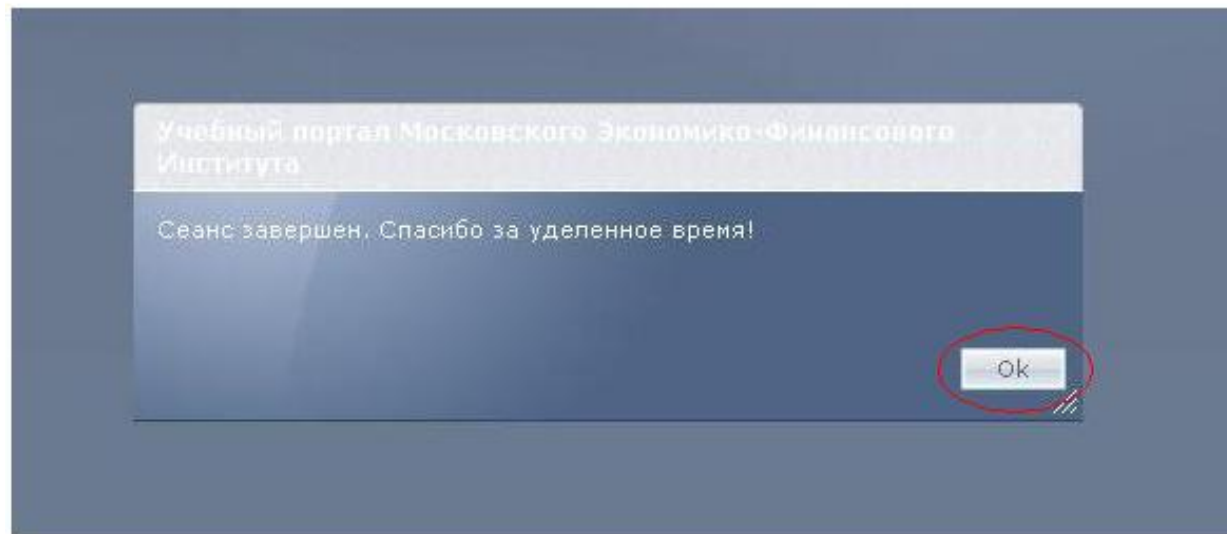 Учебный портал Московского Экономико-Финансового
Института
Сеанс завершен. Спасибо за уделенное время!
Ok